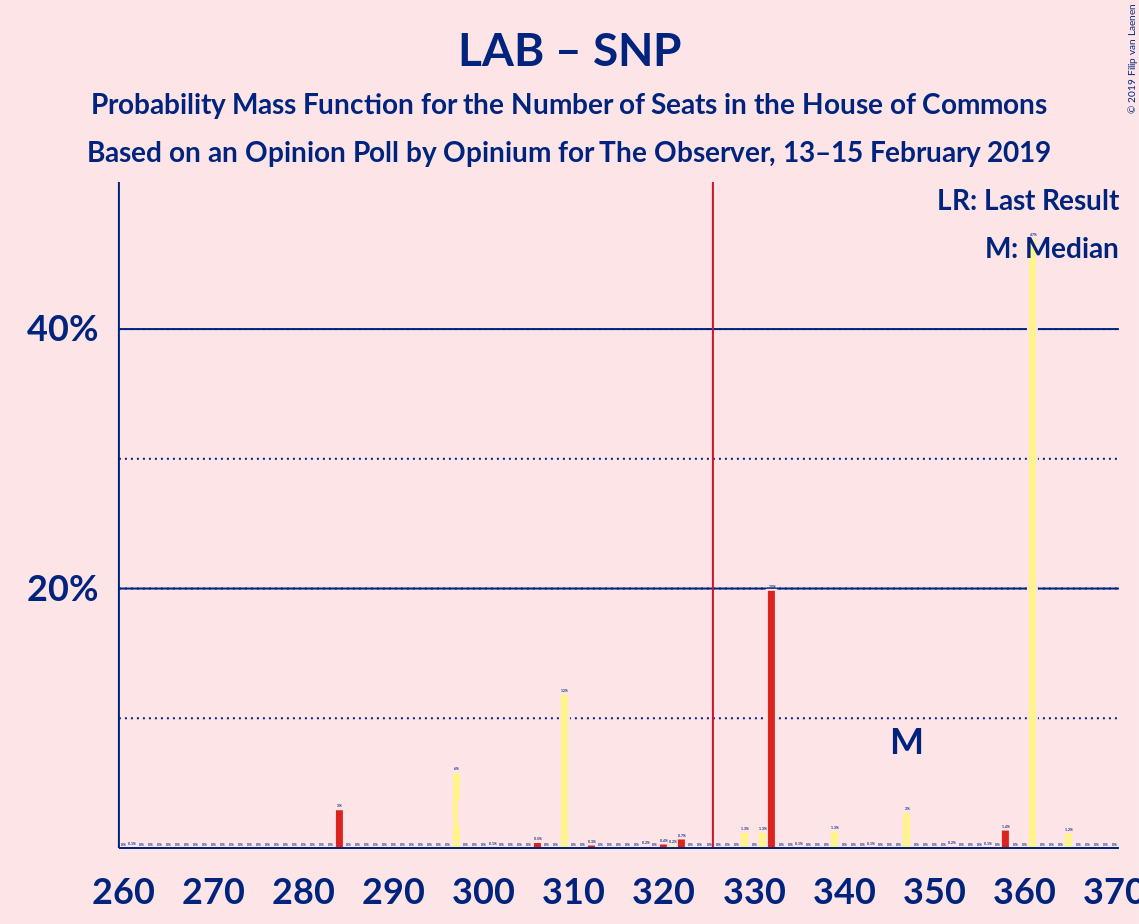 LAB – SNP
Probability Mass Function for the Number of Seats in the House of Commons
Based on an Opinion Poll by Opinium for The Observer, 13–15 February 2019
© 2019 Filip van Laenen
LR: Last Result
M: Median
40%
20%
M
260 270 280 290 300 310 320 330 340 350 360 370